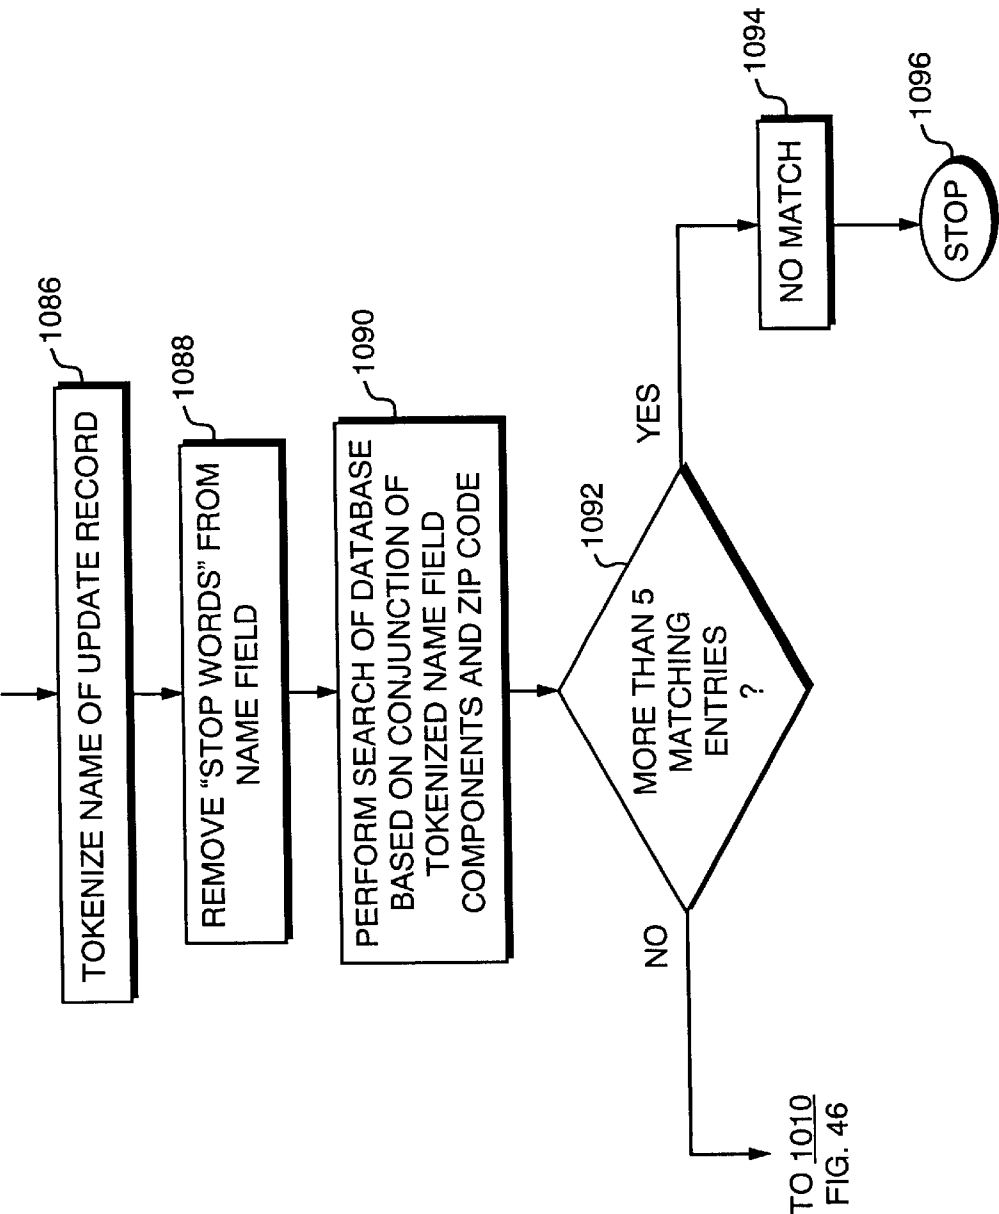 1086
TOKENIZE NAME OF UPDATE RECORD
1088
REMOVE “STOP WORDS” FROM
NAME FIELD
1090
PERFORM SEARCH OF DATABASE
BASED ON CONJUNCTION OF
TOKENIZED NAME FIELD
COMPONENTS AND ZIP CODE
1092
MORE THAN 5
MATCHING
ENTRIES
?
NO
YES
TO 1010
FIG. 46
1094
NO MATCH
1096
STOP